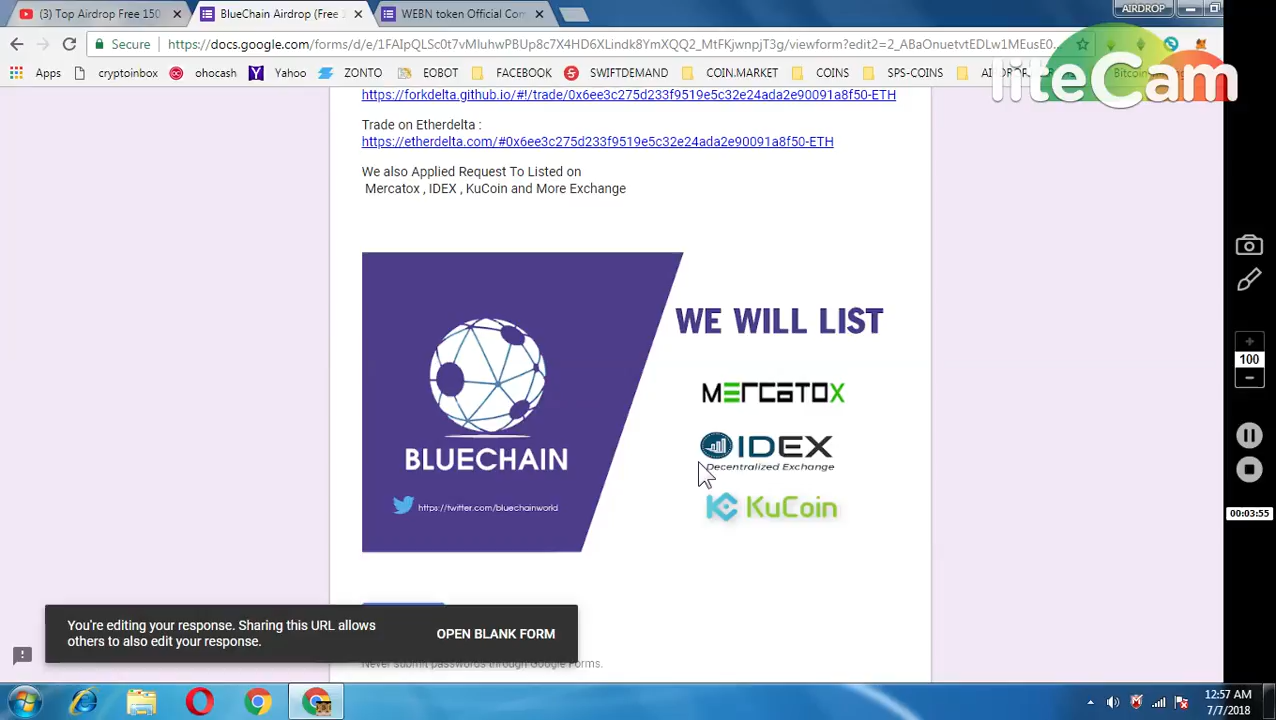 (3) Top Airdrop free 150
BlueChain Airdrop (Free
WEBN token Official Con
AIRDROP
Secure
https://docs.google.com/forms/d/e/1FAIpQLSc0t7vMluhwPBUp8c7X4HD6XLindk8YmXQQ2_MtFKjwnpjT3g/viewform?edit2=2_ABaOnuetvtEDLw1MEusE0...
Apps
cryptoinbox
ohocash
Yahoo
ZONTO
EOBOT
FACEBOOK
SWIFTDEMAND
COIN.MARKET
COINS
SPS-COINS
Bitcoin
liteCam
https://forkdelta.github.io/#!/trade/0x6ee3c275d233f9519e5c32e24ada2e90091a8f50-ETH
Trade on Etherdelta :
https://etherdelta.com/#0x6ee3c275d233f9519e5c32e24ada2e90091a8f50-ETH
We also Applied Request To Listed on
Mercatox , IDEX , KuCoin and More Exchange
WE WILL LIST
MERCATOX
IDEX
Decentralized Exchange
KuCoin
BLUECHAIN
https://twitter.com/bluechainworld
100
00:03:55
You're editing your response. Sharing this URL allows
others to also edit your response.
OPEN BLANK FORM
Never submit passwords through Google Forms.
12:57 AM
7/7/2018